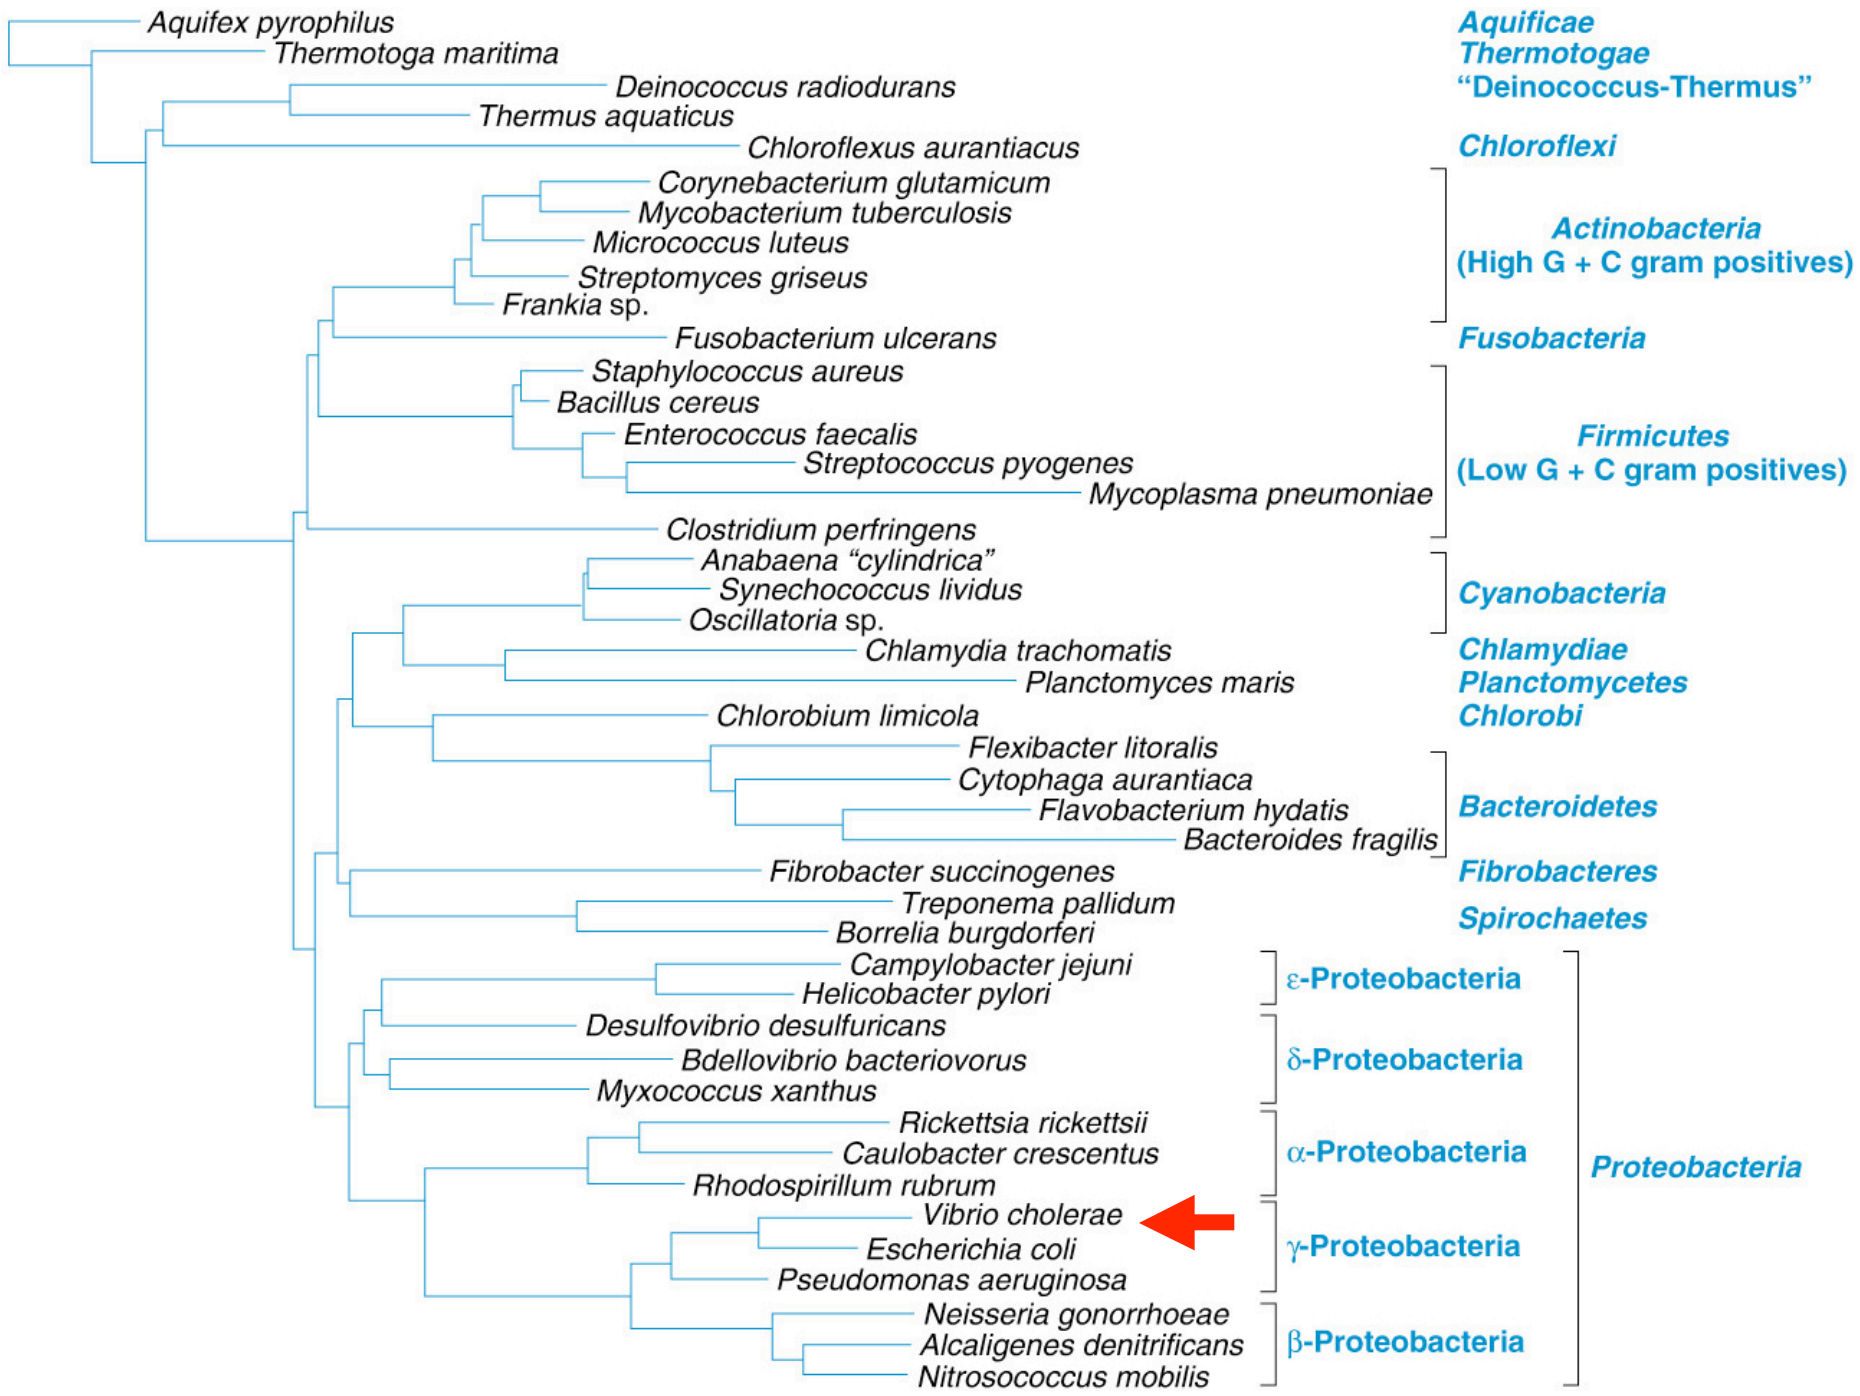 Aquifex pyrophilus Aquificae
Thermotoga maritima Thermotogae
Deinococcus radiodurans “Deinococcus-Thermus”
Thermus aquaticus
Chloroflexus aurantiacus Chloroflexi
Corynebacterium glutamicum
Mycobacterium tuberculosis
Actinobacteria
Micrococcus luteus
(High G + C gram positives)
Streptomyces griseus
Frankia sp.
Fusobacterium ulcerans Fusobacteria
Staphylococcus aureus
Bacillus cereus
Enterococcus faecalis Firmicutes
Streptococcus pyogenes (Low G + C gram positives)
Mycoplasma pneumoniae
Clostridium perfringens
Anabaena “cylindrica”
Synechococcus lividus Cyanobacteria
Oscillatoria sp.
Chlamydia trachomatis Chlamydiae
Planctomyces maris Planctomycetes
Chlorobium limicola Chlorobi
Flexibacter litoralis
Cytophaga aurantiaca
Flavobacterium hydatis Bacteroidetes
Bacteroides fragilis
Fibrobacter succinogenes Fibrobacteres
Treponema pallidum
Spirochaetes
Borrelia burgdorferi
Campylobacter jejuni
ε-Proteobacteria
Helicobacter pylori
Desulfovibrio desulfuricans
Bdellovibrio bacteriovorus δ-Proteobacteria
Myxococcus xanthus
Rickettsia rickettsii
Caulobacter crescentus α-Proteobacteria
Proteobacteria
Rhodospirillum rubrum
Vibrio cholerae
Escherichia coli γ-Proteobacteria
Pseudomonas aeruginosa
Neisseria gonorrhoeae
Alcaligenes denitrificans β-Proteobacteria
Nitrosococcus mobilis